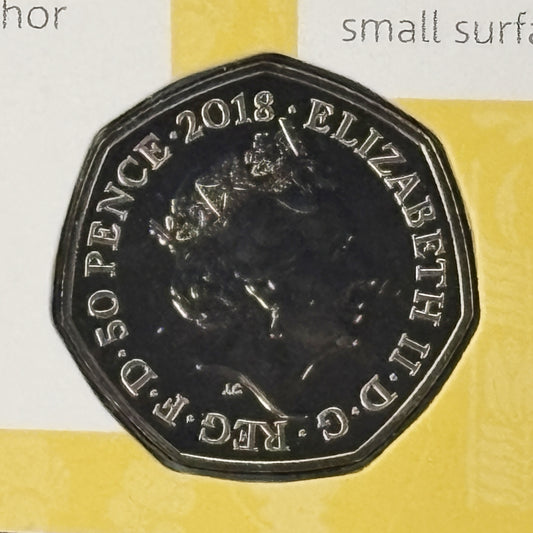 hor
small surfa
ELIZABETH II·D·G·REG·F·D·50 PENCE·2018·
JC